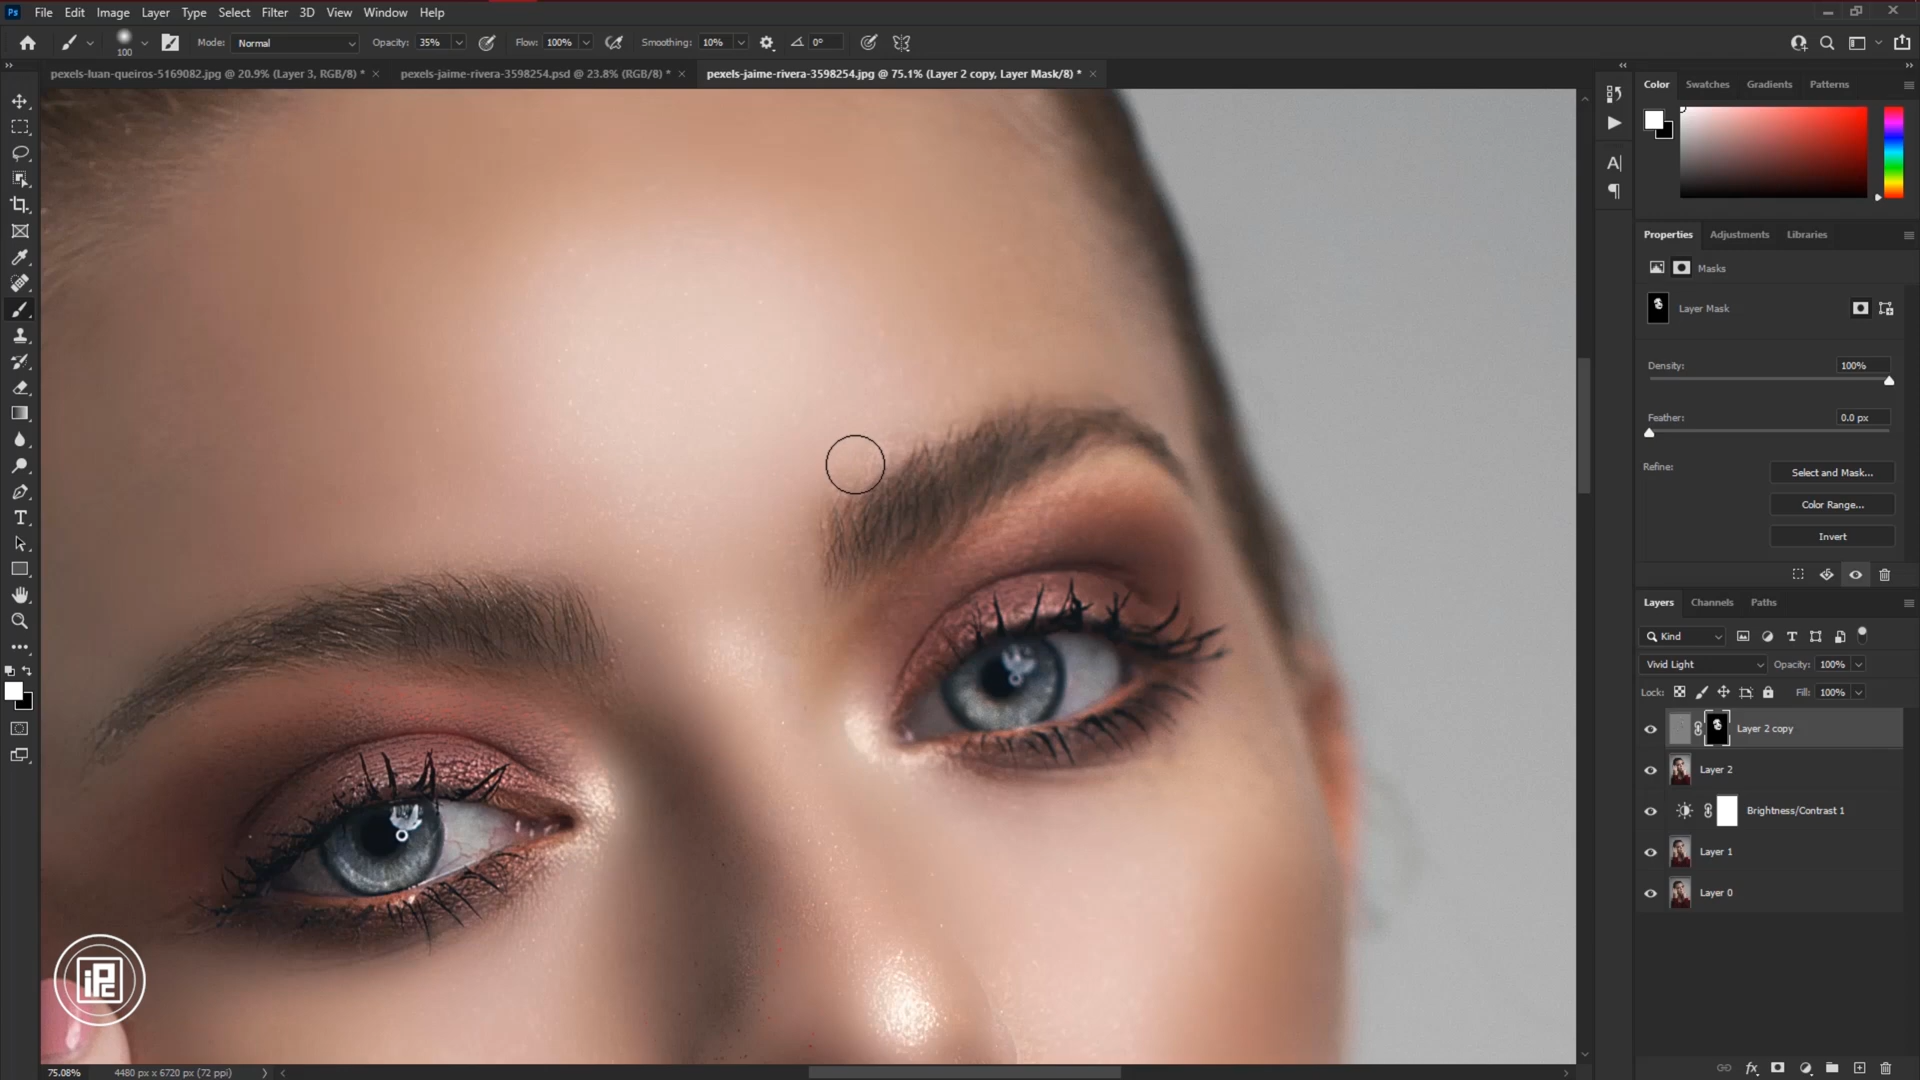 Ps File Edit Image Layer Type Select Filter 3D View Window Help
100 Mode: Normal Opacity: 35% Flow: 100% Smoothing: 10% 0°
pexels-luan-queiros-5169082.jpg @ 20.9% (Layer 3, RGB/8) * × pexels-jaime-rivera-3598254.psd @ 23.8% (RGB/8) * × pexels-jaime-rivera-3598254.jpg @ 75.1% (Layer 2 copy, Layer Mask/8) * ×
Color Swatches Gradients Patterns
Properties Adjustments Libraries
Masks
Layer Mask
Density: 100%
Feather: 0.0 px
Refine: Select and Mask...
Color Range...
Invert
Layers Channels Paths
Kind
Vivid Light Opacity: 100%
Lock: Fill: 100%
Layer 2 copy
Layer 2
Brightness/Contrast 1
Layer 1
Layer 0
75.08% 4480 px x 6720 px (72 ppi)